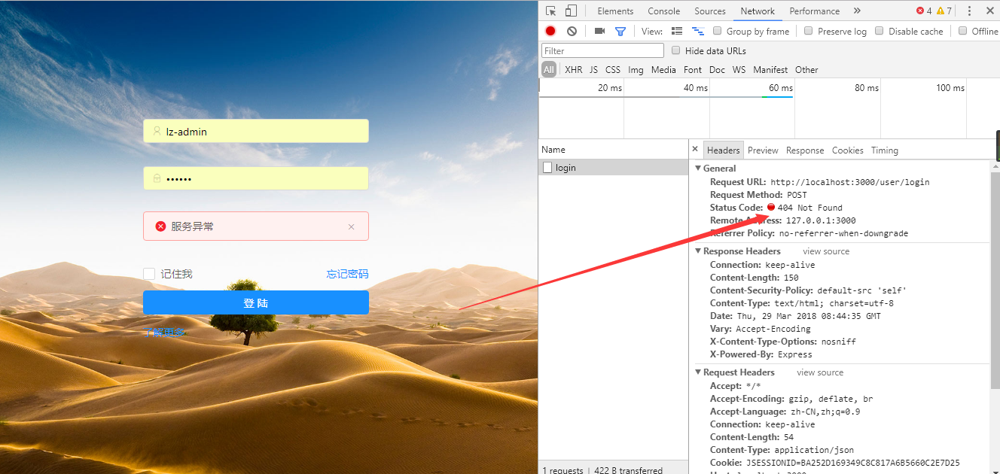 lz-admin
••••••
服务异常
记住我 忘记密码
登 陆
了解更多
Elements Console Sources Network Performance » 4 7
View: Group by frame Preserve log Disable cache Offline
Filter Hide data URLs
All XHR JS CSS Img Media Font Doc WS Manifest Other
20 ms 40 ms 60 ms 80 ms 100 ms
Name
login
1 requests | 422 B transferred
× Headers Preview Response Cookies Timing
General
Request URL: http://localhost:3000/user/login
Request Method: POST
Status Code: 404 Not Found
Remote Address: 127.0.0.1:3000
Referrer Policy: no-referrer-when-downgrade
Response Headers view source
Connection: keep-alive
Content-Length: 150
Content-Security-Policy: default-src 'self'
Content-Type: text/html; charset=utf-8
Date: Thu, 29 Mar 2018 08:44:35 GMT
Vary: Accept-Encoding
X-Content-Type-Options: nosniff
X-Powered-By: Express
Request Headers view source
Accept: */*
Accept-Encoding: gzip, deflate, br
Accept-Language: zh-CN,zh;q=0.9
Connection: keep-alive
Content-Length: 54
Content-Type: application/json
Cookie: JSESSIONID=BA252D169349C8C817A6B5660C2E7D25